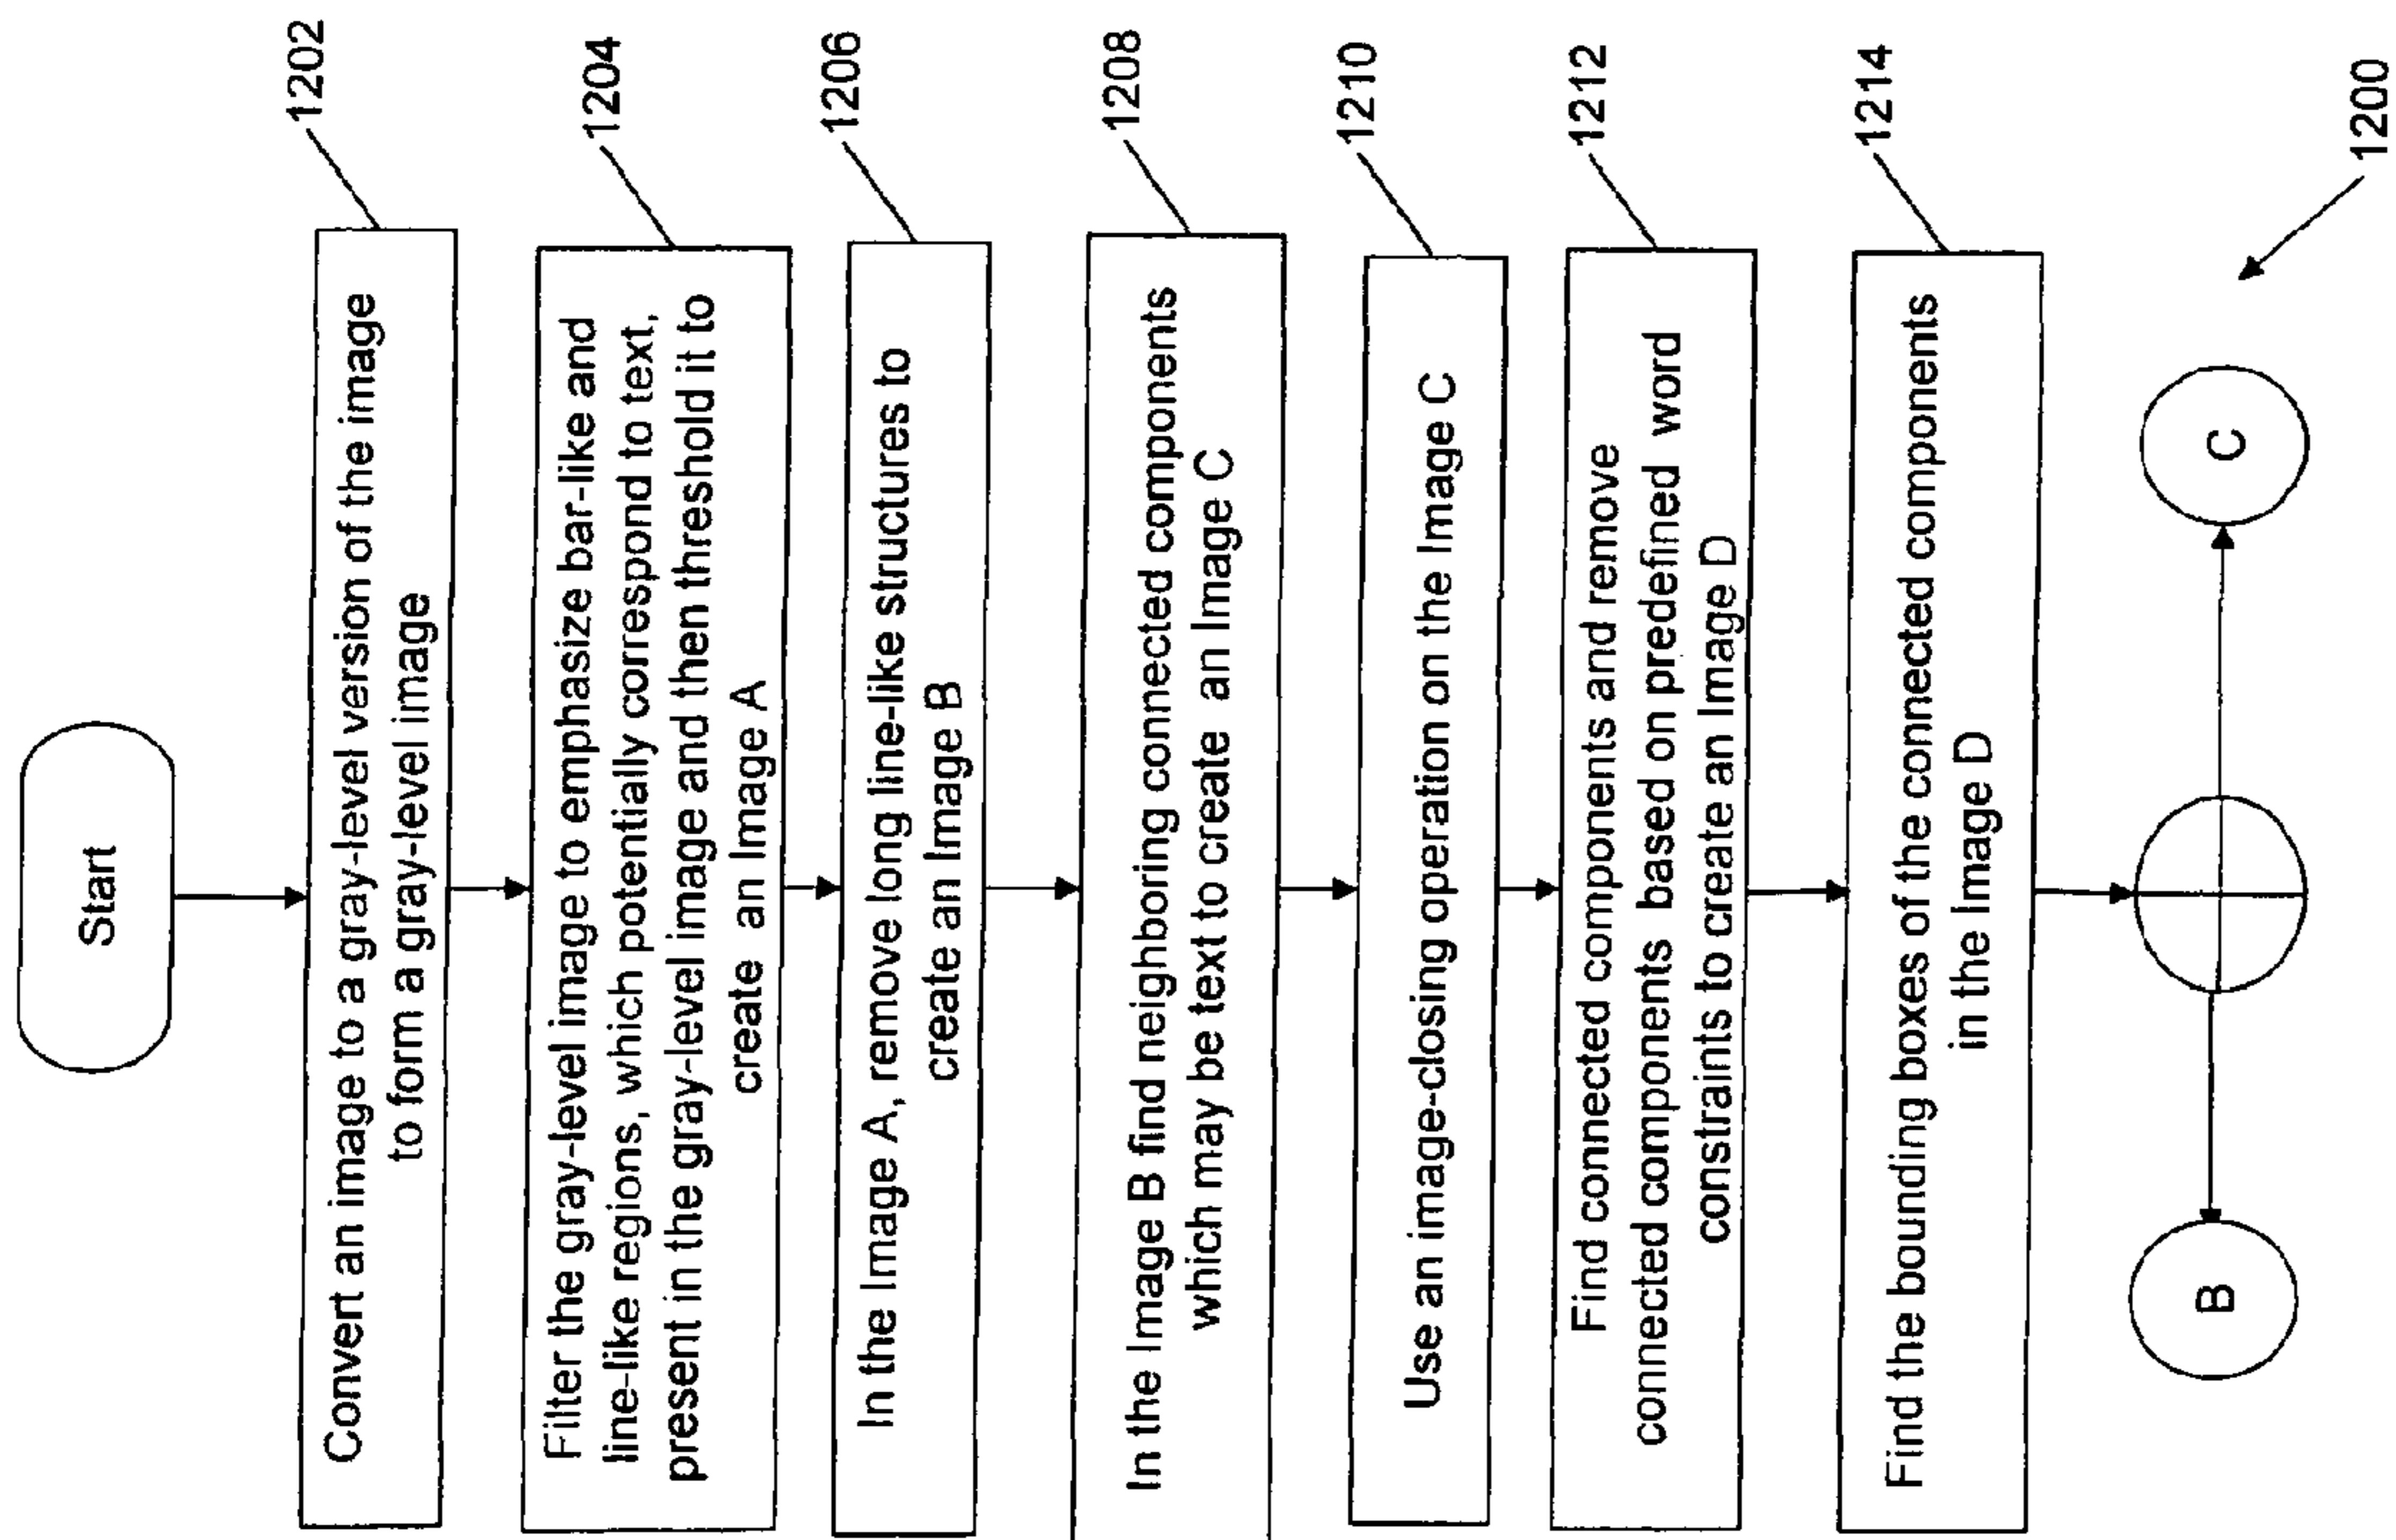 Start
1202
Convert an image to a gray-level version of the image
to form a gray-level image
1204
Filter the gray-level image to emphasize bar-like and
line-like regions, which potentially correspond to text,
present in the gray-level image and then threshold it to
create an Image A
1206
In the Image A, remove long line-like structures to
create an Image B
1208
In the Image B find neighboring connected components
which may be text to create an Image C
1210
Use an image-closing operation on the Image C
1212
Find connected components and remove
connected components based on predefined word
constraints to create an Image D
1214
Find the bounding boxes of the connected components
in the Image D
B
C
1200